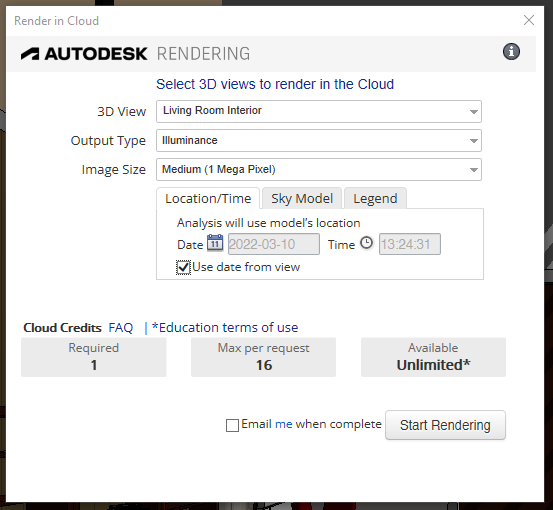 Render in Cloud
AUTODESK RENDERING
Select 3D views to render in the Cloud
3D View Living Room Interior
Output Type Illuminance
Image Size Medium (1 Mega Pixel)
Location/Time Sky Model Legend
Analysis will use model's location
Date 11 2022-03-10 Time 13:24:31
Use date from view
Cloud Credits FAQ | *Education terms of use
Required Max per request Available
1 16 Unlimited*
Email me when complete Start Rendering